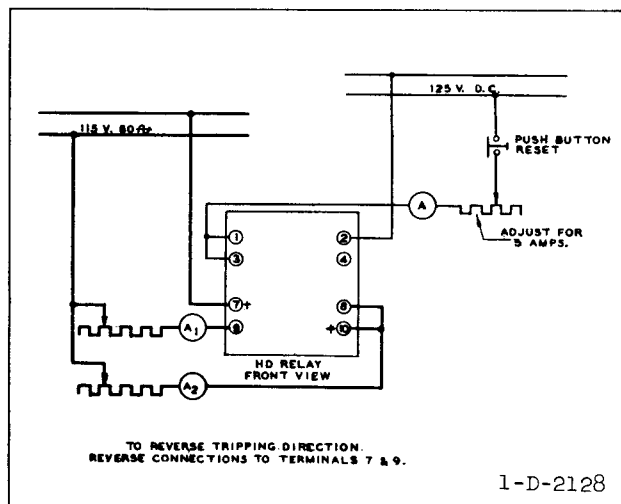 125 V. D.C.
115 V. 60~
PUSH BUTTON
RESET
A
ADJUST FOR
5 AMPS.
1
2
3
4
7 +
8
9
+ 10
A1
A2
HD RELAY
FRONT VIEW
TO REVERSE TRIPPING DIRECTION.
REVERSE CONNECTIONS TO TERMINALS 7 & 9.
1-D-2128